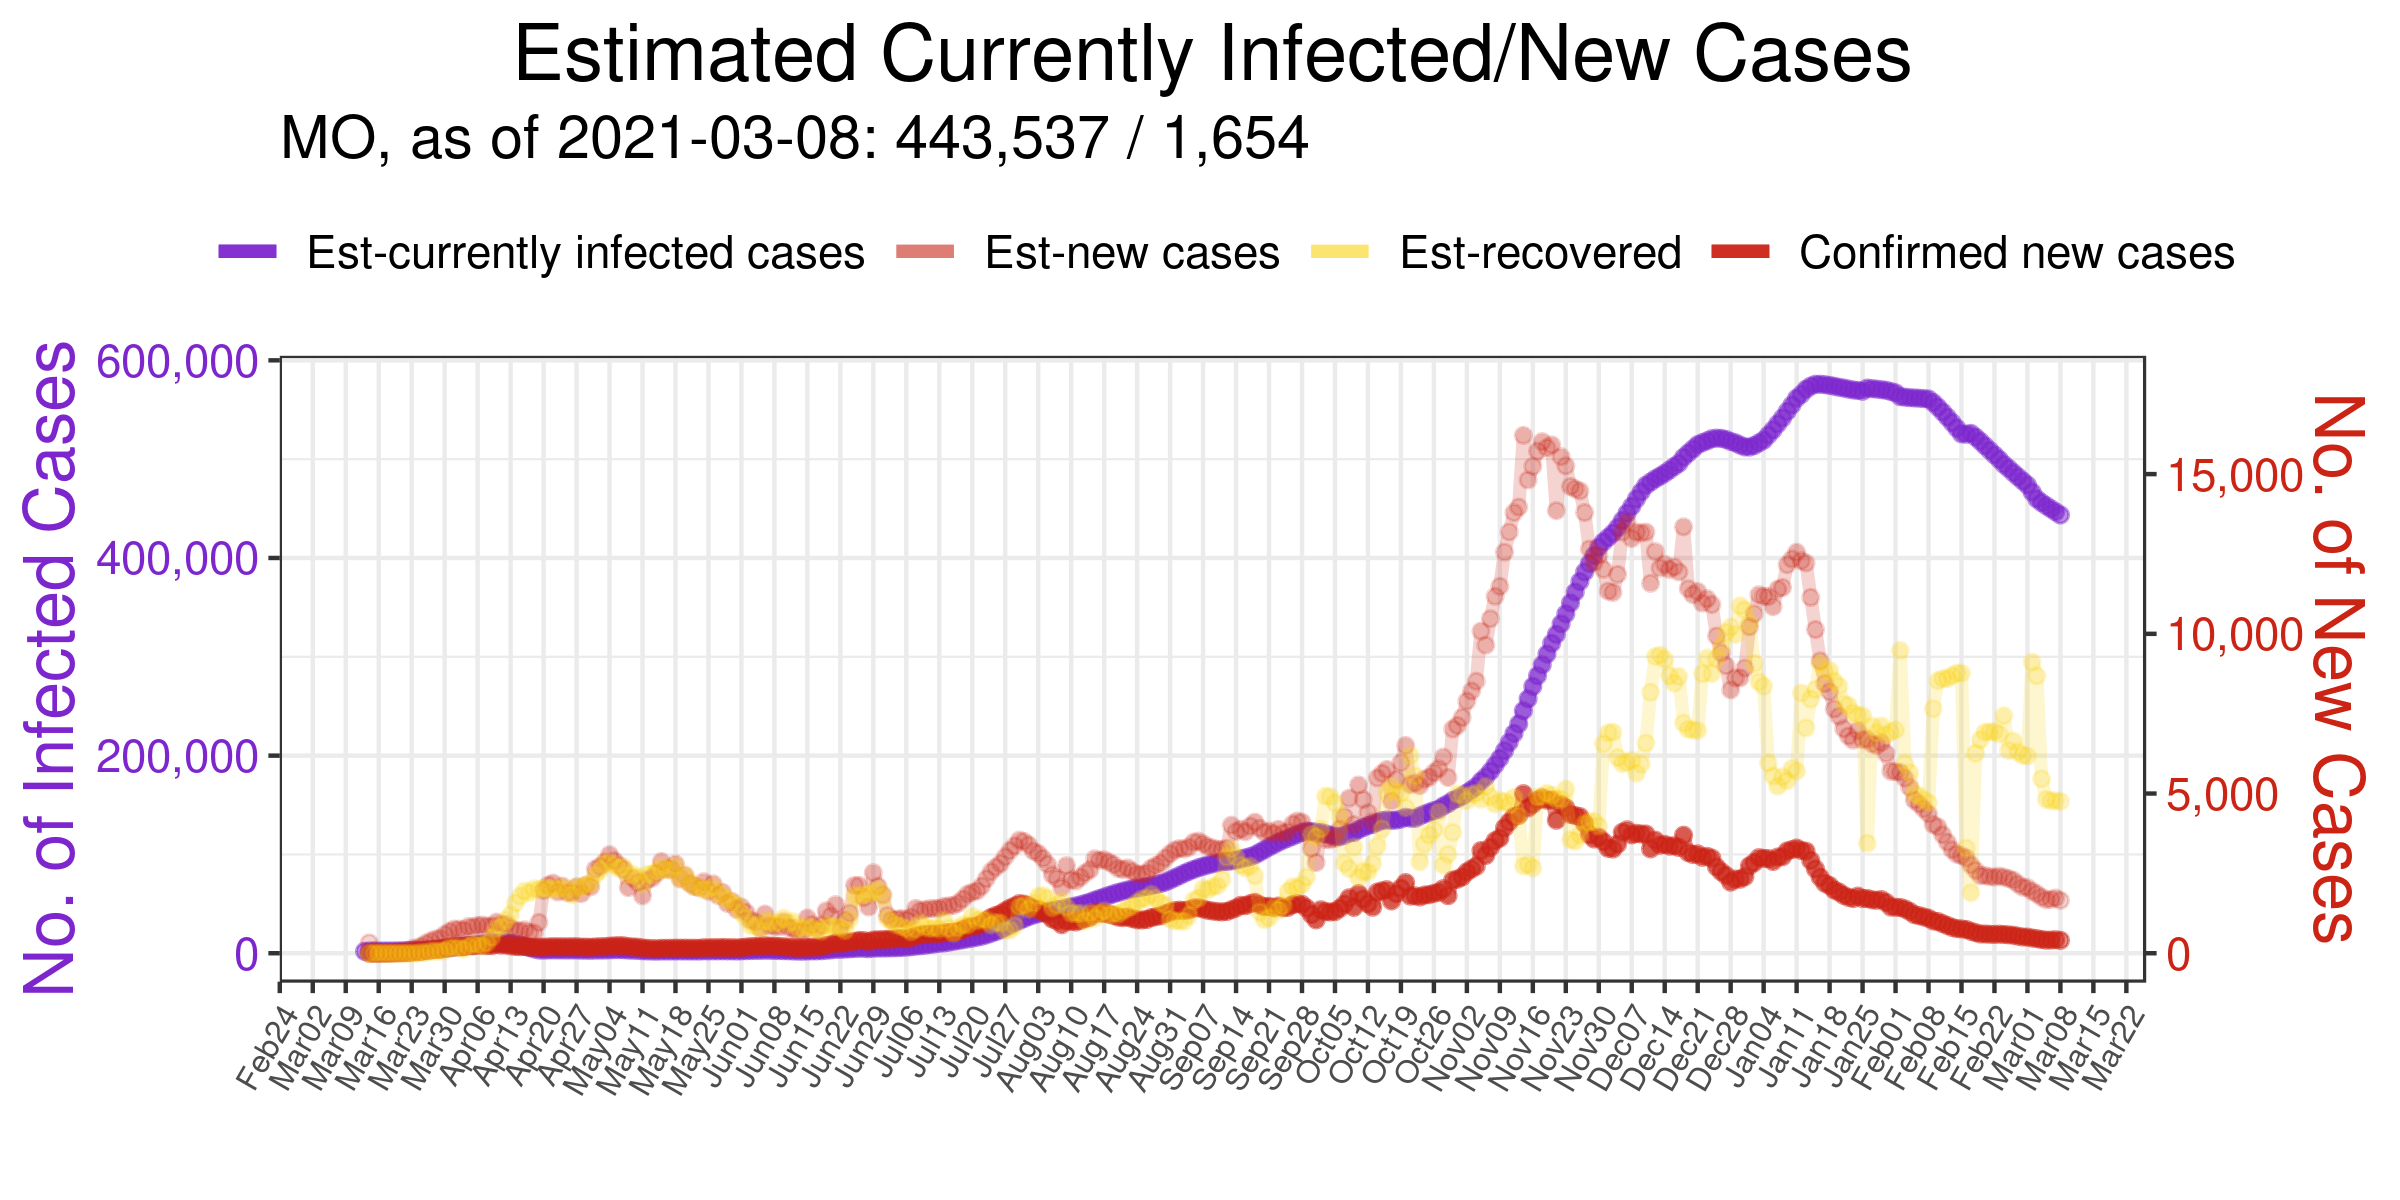 Estimated Currently Infected/New Cases
MO, as of 2021-03-08: 443,537 / 1,654
Est-currently infected cases
Est-new cases
Est-recovered
Confirmed new cases
No. of Infected Cases
600,000
400,000
200,000
0
15,000
10,000
5,000
0
No. of New Cases
Feb24
Mar02
Mar09
Mar16
Mar23
Mar30
Apr06
Apr13
Apr20
Apr27
May04
May11
May18
May25
Jun01
Jun08
Jun15
Jun22
Jun29
Jul06
Jul13
Jul20
Jul27
Aug03
Aug10
Aug17
Aug24
Aug31
Sep07
Sep14
Sep21
Sep28
Oct05
Oct12
Oct19
Oct26
Nov02
Nov09
Nov16
Nov23
Nov30
Dec07
Dec14
Dec21
Dec28
Jan04
Jan11
Jan18
Jan25
Feb01
Feb08
Feb15
Feb22
Mar01
Mar08
Mar15
Mar22